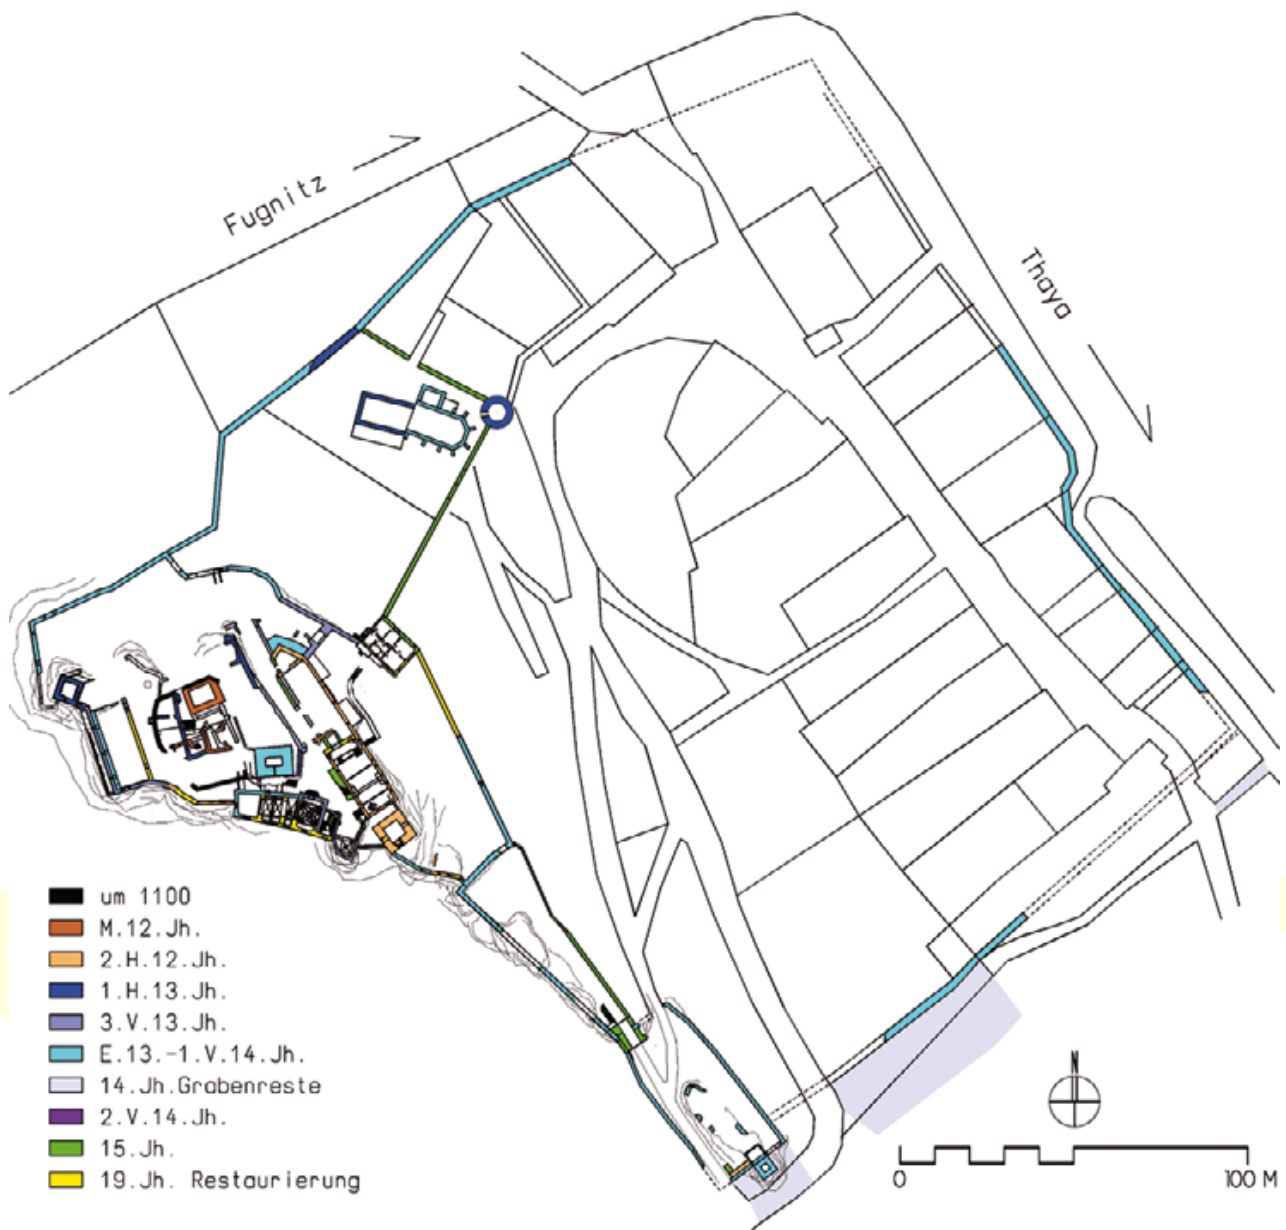 Fugnitz
Thaya
um 1100
M.12.Jh.
2.H.12.Jh.
1.H.13.Jh.
3.V.13.Jh.
E.13.-1.V.14.Jh.
14.Jh.Grabenreste
2.V.14.Jh.
15.Jh.
19.Jh. Restaurierung
N
0 100 M